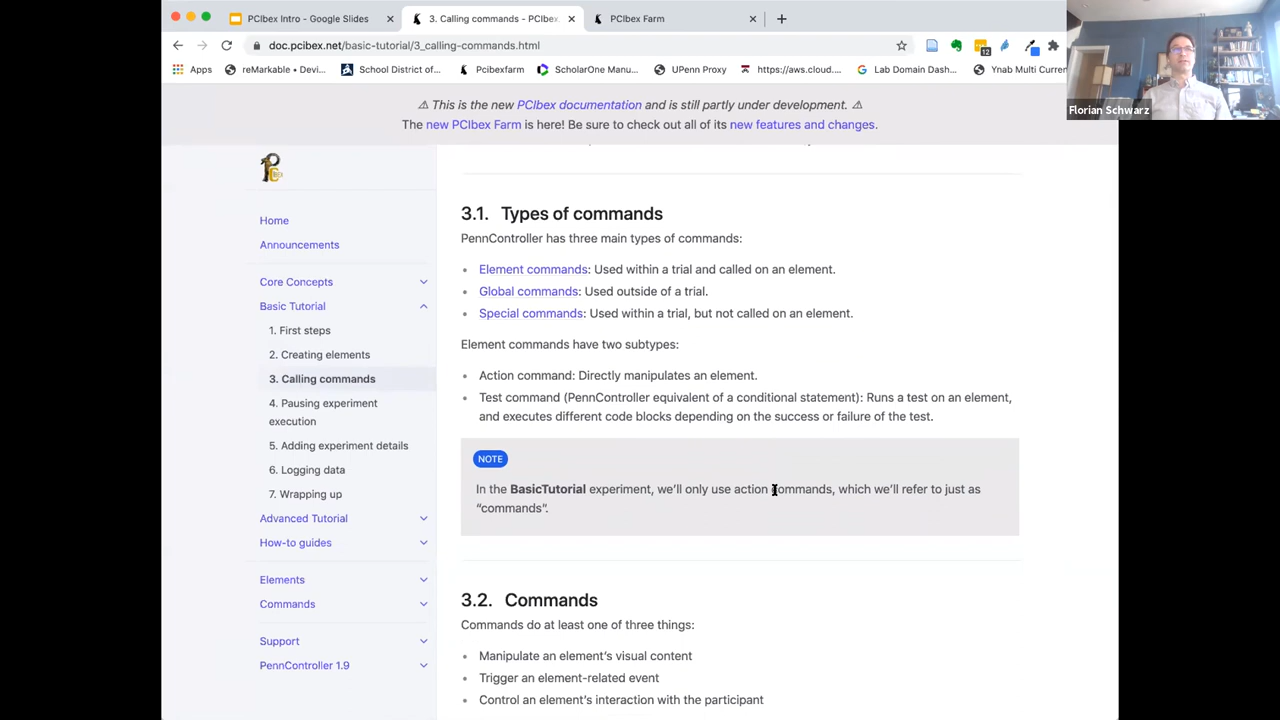 PCIbex Intro - Google Slides
3. Calling commands - PCIbex
PCIbex Farm
doc.pcibex.net/basic-tutorial/3_calling-commands.html
12
Apps
reMarkable • Devi...
School District of...
Pcibexfarm
ScholarOne Manu...
UPenn Proxy
https://aws.cloud....
Lab Domain Dash...
Ynab Multi Curren
Florian Schwarz
⚠ This is the new PCIbex documentation and is still partly under development. ⚠
The new PCIbex Farm is here! Be sure to check out all of its new features and changes.
Home
Announcements
Core Concepts
Basic Tutorial
1. First steps
2. Creating elements
3. Calling commands
4. Pausing experiment
execution
5. Adding experiment details
6. Logging data
7. Wrapping up
Advanced Tutorial
How-to guides
Elements
Commands
Support
PennController 1.9
3.1. Types of commands
PennController has three main types of commands:
• Element commands: Used within a trial and called on an element.
• Global commands: Used outside of a trial.
• Special commands: Used within a trial, but not called on an element.
Element commands have two subtypes:
• Action command: Directly manipulates an element.
• Test command (PennController equivalent of a conditional statement): Runs a test on an element,
and executes different code blocks depending on the success or failure of the test.
NOTE
In the BasicTutorial experiment, we'll only use action commands, which we'll refer to just as
“commands”.
3.2. Commands
Commands do at least one of three things:
• Manipulate an element's visual content
• Trigger an element-related event
• Control an element's interaction with the participant